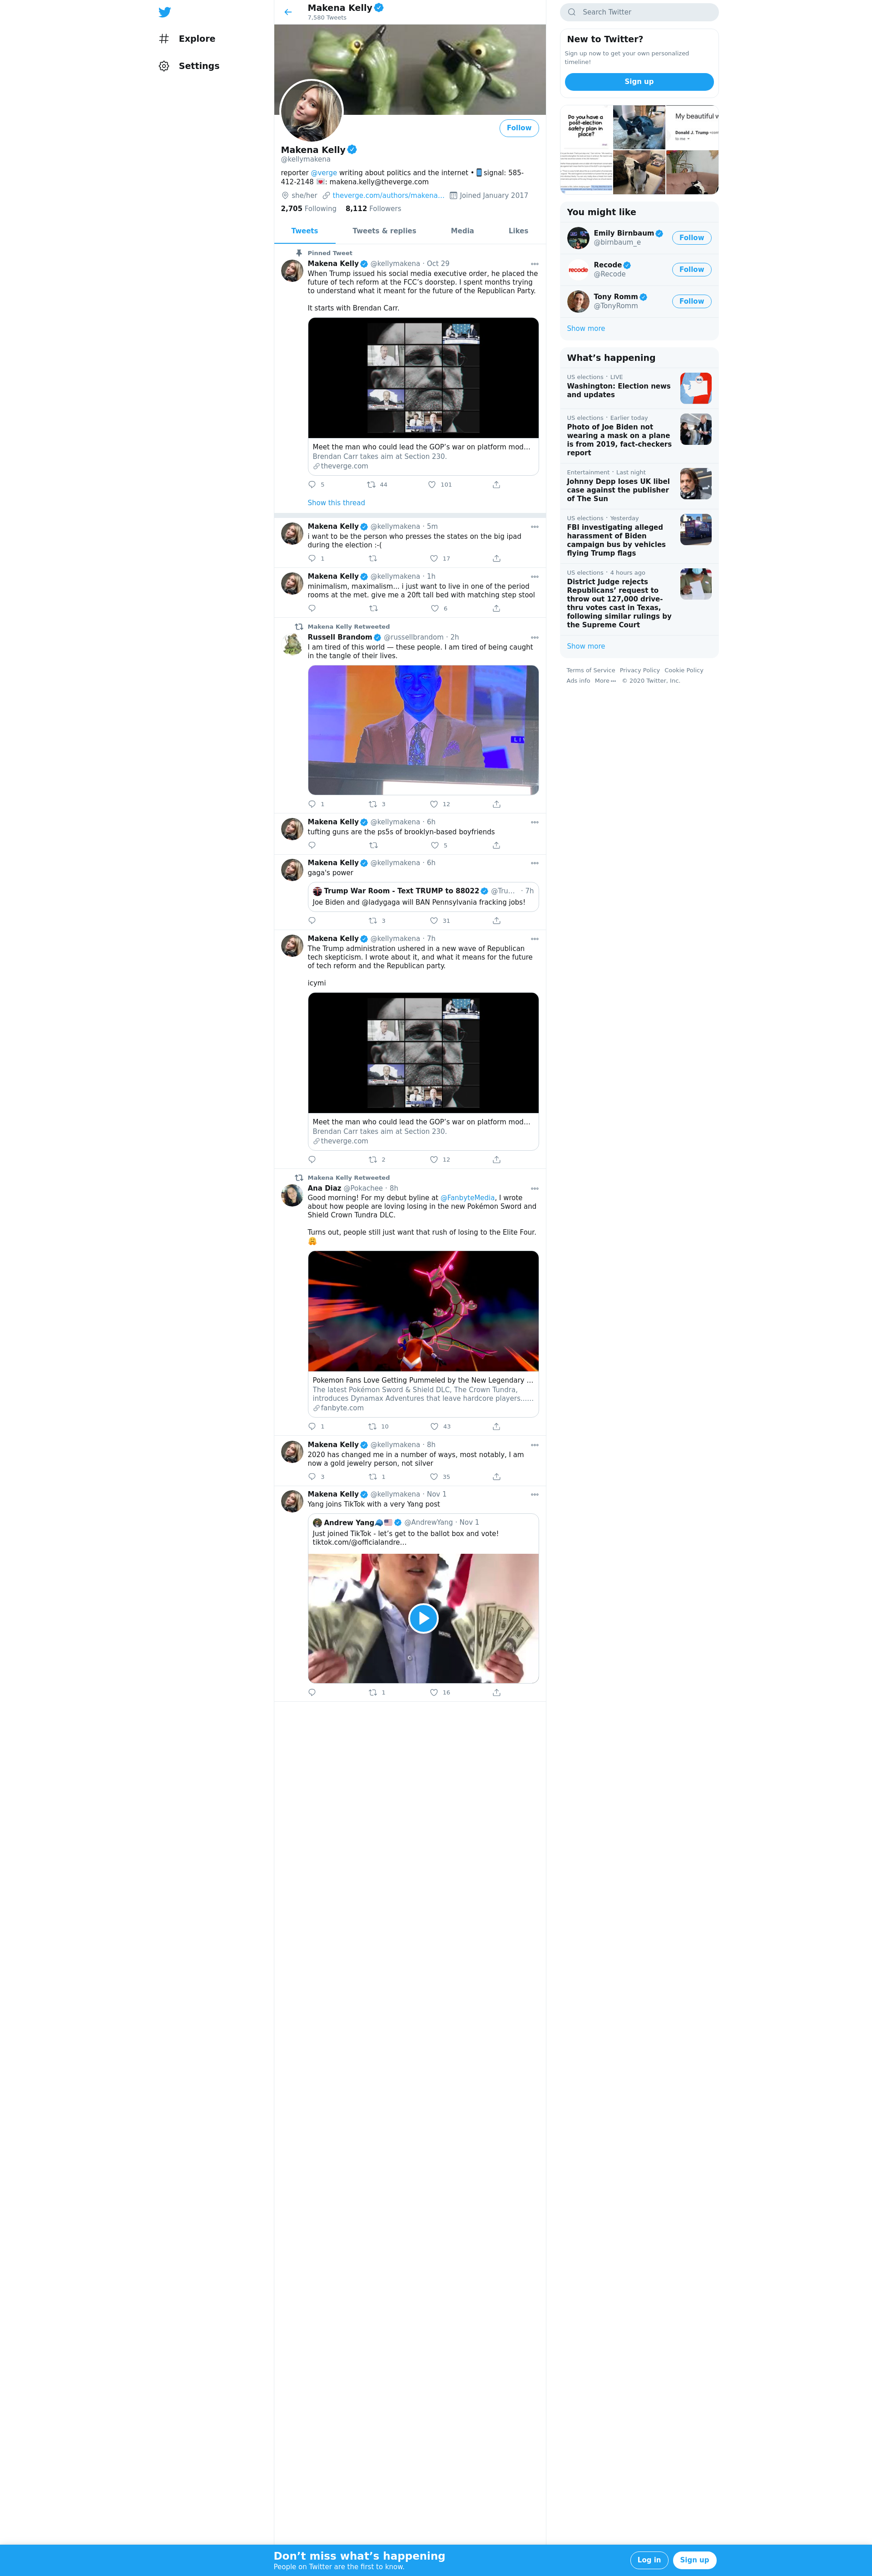 Explore
Settings
Makena Kelly
7,580 Tweets
Follow
Makena Kelly
@kellymakena
reporter @verge writing about politics and the internet • 📱signal: 585-
412-2148 💌: makena.kelly@theverge.com
she/her theverge.com/authors/makena… Joined January 2017
2,705 Following 8,112 Followers
Tweets Tweets & replies Media Likes
Pinned Tweet
Makena Kelly @kellymakena · Oct 29
When Trump issued his social media executive order, he placed the
future of tech reform at the FCC’s doorstep. I spent months trying
to understand what it meant for the future of the Republican Party.
It starts with Brendan Carr.
Meet the man who could lead the GOP’s war on platform mod…
Brendan Carr takes aim at Section 230.
theverge.com
5 44 101
Show this thread
Makena Kelly @kellymakena · 5m
i want to be the person who presses the states on the big ipad
during the election :-(
1 17
Makena Kelly @kellymakena · 1h
minimalism, maximalism... i just want to live in one of the period
rooms at the met. give me a 20ft tall bed with matching step stool
6
Makena Kelly Retweeted
Russell Brandom @russellbrandom · 2h
I am tired of this world — these people. I am tired of being caught
in the tangle of their lives.
1 3 12
Makena Kelly @kellymakena · 6h
tufting guns are the ps5s of brooklyn-based boyfriends
5
Makena Kelly @kellymakena · 6h
gaga's power
Trump War Room - Text TRUMP to 88022 @Tru… · 7h
Joe Biden and @ladygaga will BAN Pennsylvania fracking jobs!
3 31
Makena Kelly @kellymakena · 7h
The Trump administration ushered in a new wave of Republican
tech skepticism. I wrote about it, and what it means for the future
of tech reform and the Republican party.
icymi
Meet the man who could lead the GOP’s war on platform mod…
Brendan Carr takes aim at Section 230.
theverge.com
2 12
Makena Kelly Retweeted
Ana Diaz @Pokachee · 8h
Good morning! For my debut byline at @FanbyteMedia, I wrote
about how people are loving losing in the new Pokémon Sword and
Shield Crown Tundra DLC.
Turns out, people still just want that rush of losing to the Elite Four.
Pokemon Fans Love Getting Pummeled by the New Legendary …
The latest Pokémon Sword & Shield DLC, The Crown Tundra,
introduces Dynamax Adventures that leave hardcore players……
fanbyte.com
1 10 43
Makena Kelly @kellymakena · 8h
2020 has changed me in a number of ways, most notably, I am
now a gold jewelry person, not silver
3 1 35
Makena Kelly @kellymakena · Nov 1
Yang joins TikTok with a very Yang post
Andrew Yang🧢🇺🇸 @AndrewYang · Nov 1
Just joined TikTok - let’s get to the ballot box and vote!
tiktok.com/@officialandre…
1 16
Search Twitter
New to Twitter?
Sign up now to get your own personalized
timeline!
Sign up
Do you have a
post-election
safety plan in
place?
My beautiful w
Donald J. Trump
to me
You might like
Emily Birnbaum
@birnbaum_e
Follow
recode
Recode
@Recode
Follow
Tony Romm
@TonyRomm
Follow
Show more
What’s happening
US elections · LIVE
Washington: Election news
and updates
US elections · Earlier today
Photo of Joe Biden not
wearing a mask on a plane
is from 2019, fact-checkers
report
Entertainment · Last night
Johnny Depp loses UK libel
case against the publisher
of The Sun
US elections · Yesterday
FBI investigating alleged
harassment of Biden
campaign bus by vehicles
flying Trump flags
US elections · 4 hours ago
District Judge rejects
Republicans’ request to
throw out 127,000 drive-
thru votes cast in Texas,
following similar rulings by
the Supreme Court
Show more
Terms of Service Privacy Policy Cookie Policy
Ads info More © 2020 Twitter, Inc.
Don’t miss what’s happening
People on Twitter are the first to know.
Log in Sign up